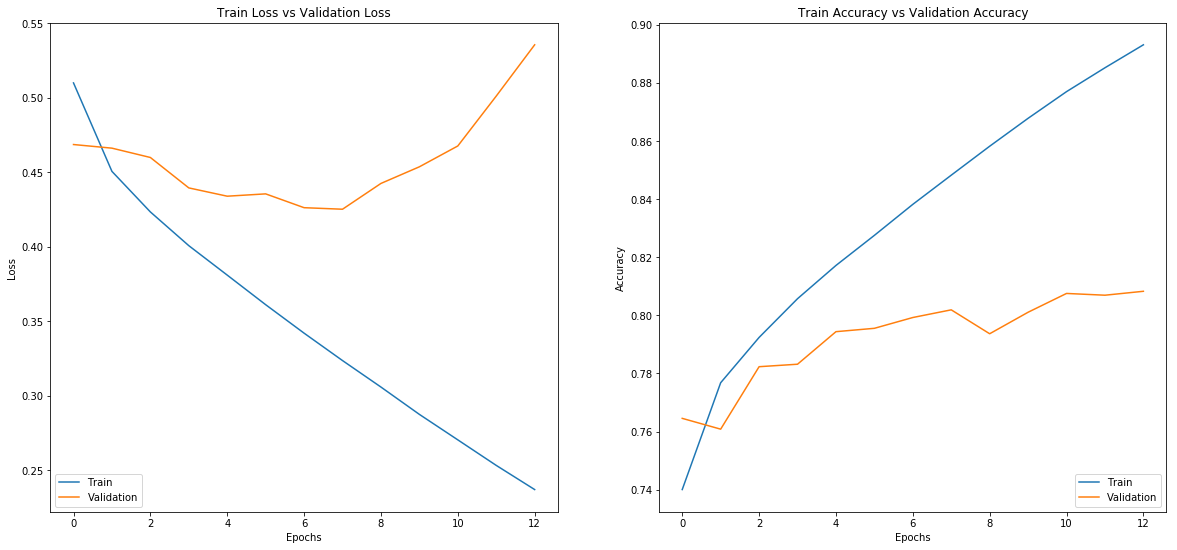 Train Loss vs Validation Loss
0.55
0.50
0.45
0.40
0.35
0.30
0.25
Loss
Train
Validation
0 2 4 6 8 10 12
Epochs
Train Accuracy vs Validation Accuracy
0.90
0.88
0.86
0.84
0.82
0.80
0.78
0.76
0.74
Accuracy
Train
Validation
0 2 4 6 8 10 12
Epochs